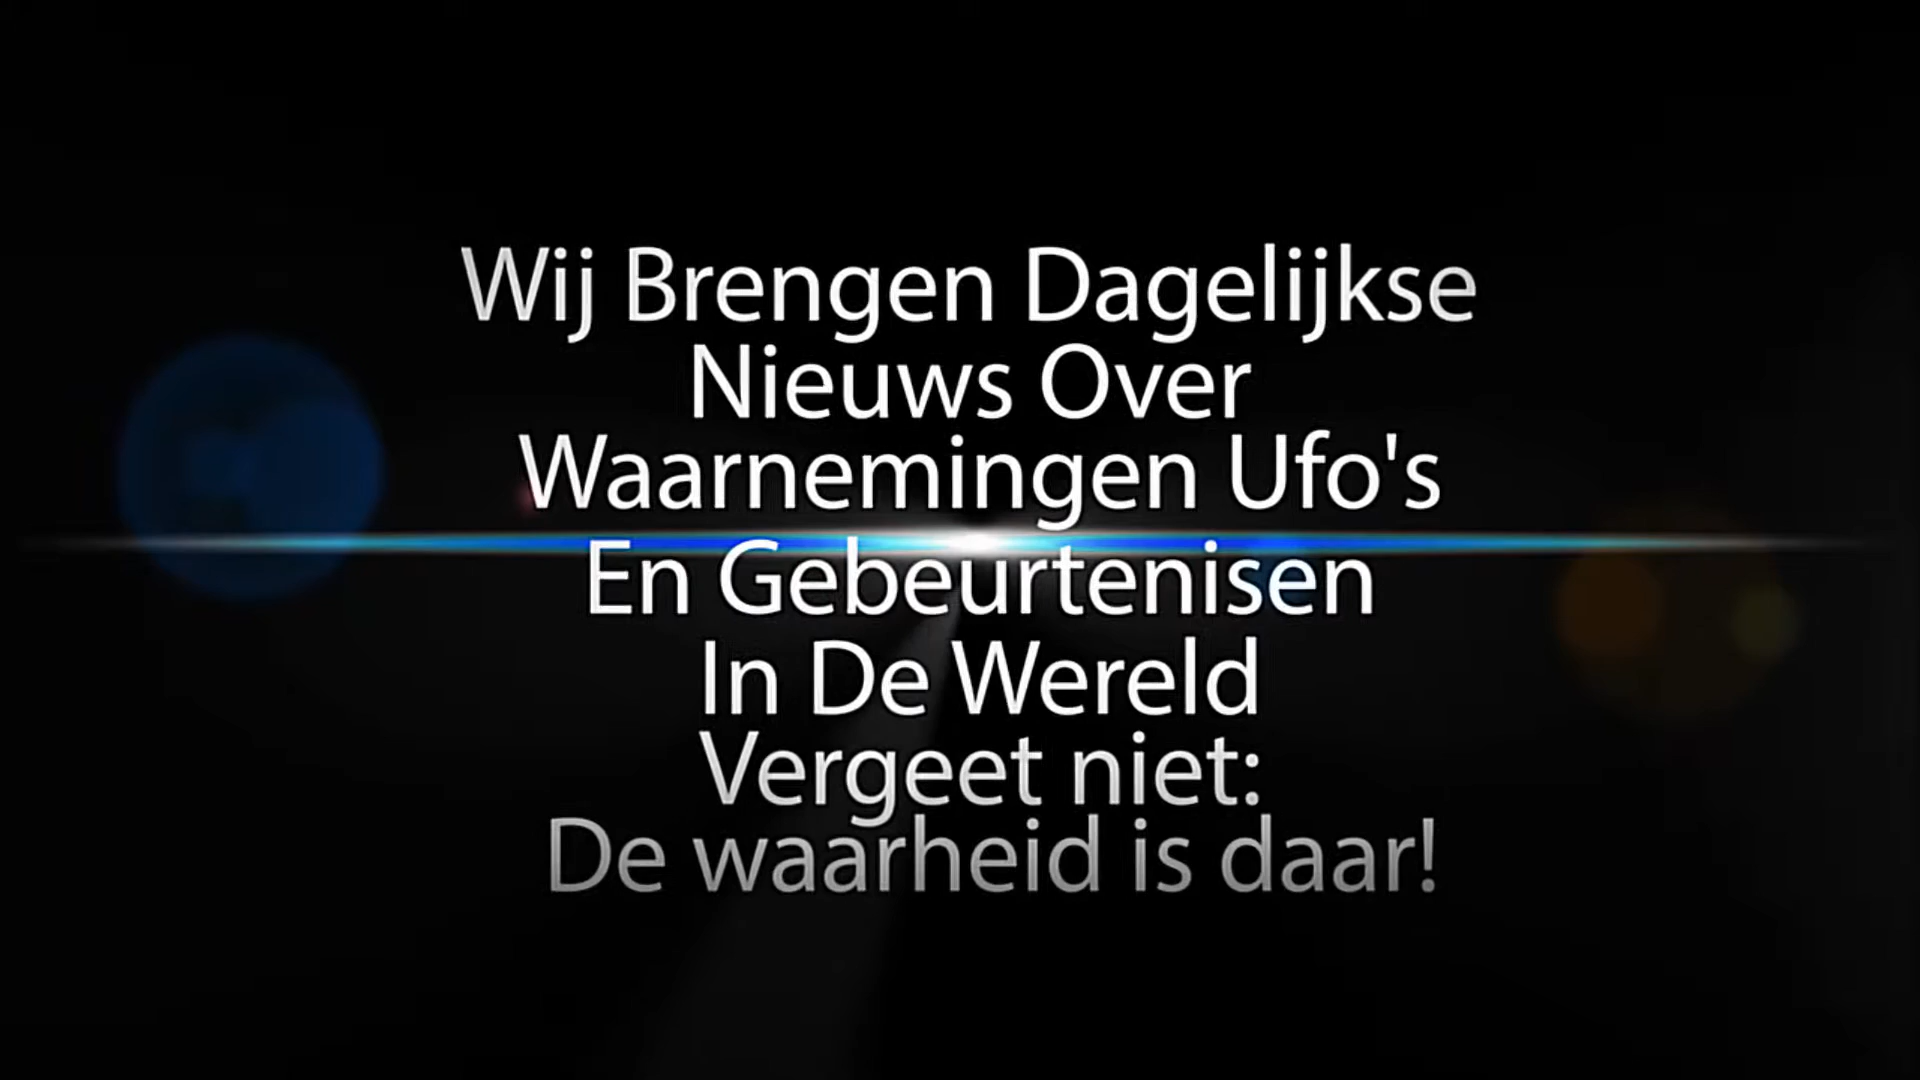 Wij Brengen Dagelijkse
Nieuws Over
Waarnemingen Ufo's
En Gebeurtenisen
In De Wereld
Vergeet niet:
De waarheid is daar!